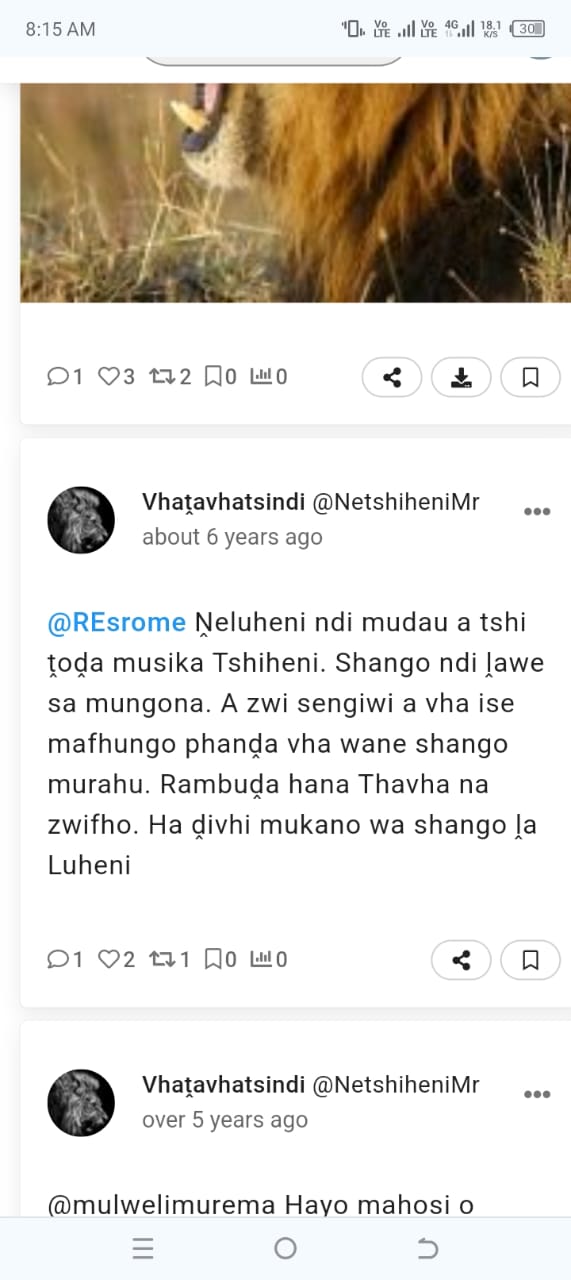 8:15 AM
Vo LTE Vo LTE 4G 18.1 K/S 30
1 3 2 0 0
Vhaṱavhatsindi @NetshiheniMr
about 6 years ago
@REsrome Ṋeluheni ndi mudau a tshi
ṱoḓa musika Tshiheni. Shango ndi ḽawe
sa mungona. A zwi sengiwi a vha ise
mafhungo phanḓa vha wane shango
murahu. Rambuḓa hana Thavha na
zwifho. Ha ḓivhi mukano wa shango ḽa
Luheni
1 2 1 0 0
Vhaṱavhatsindi @NetshiheniMr
over 5 years ago
@mulwelimurema Hayo mahosi o